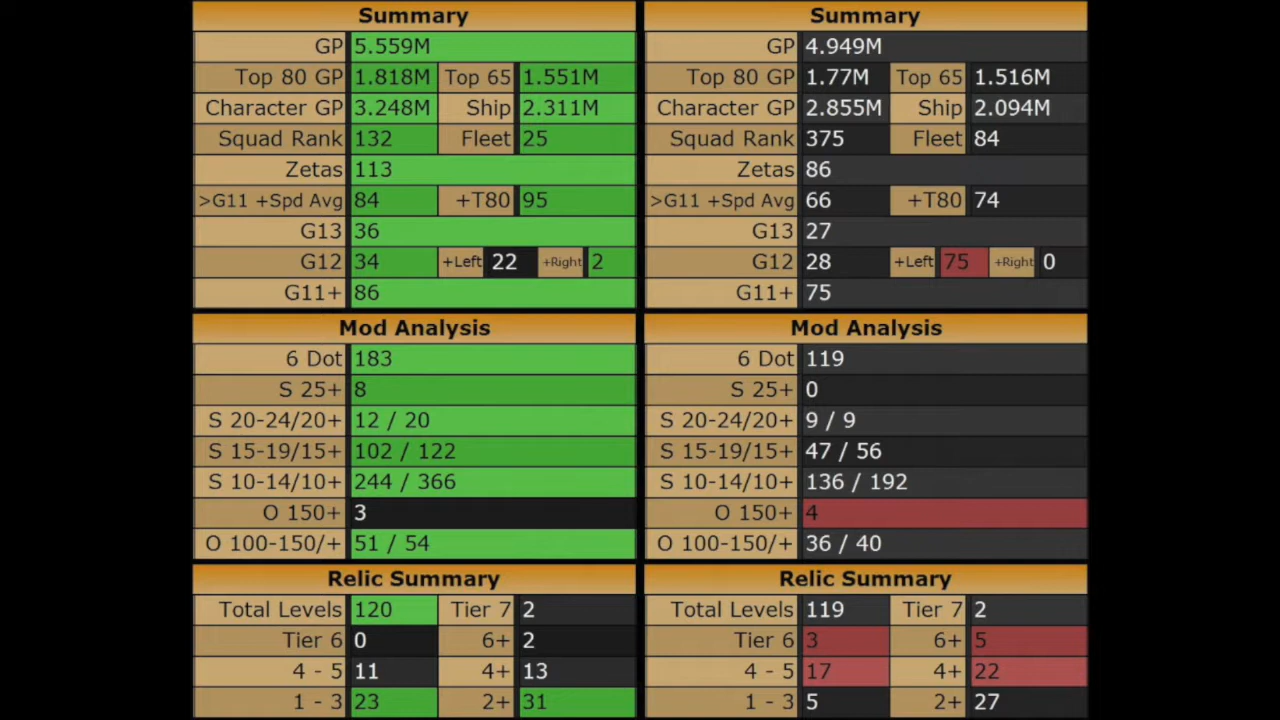 Summary
GP 5.559M
Top 80 GP 1.818M Top 65 1.551M
Character GP 3.248M Ship 2.311M
Squad Rank 132 Fleet 25
Zetas 113
>G11 +Spd Avg 84 +T80 95
G13 36
G12 34 +Left 22 +Right 2
G11+ 86
Mod Analysis
6 Dot 183
S 25+ 8
S 20-24/20+ 12 / 20
S 15-19/15+ 102 / 122
S 10-14/10+ 244 / 366
O 150+ 3
O 100-150/+ 51 / 54
Relic Summary
Total Levels 120 Tier 7 2
Tier 6 0 6+ 2
4 - 5 11 4+ 13
1 - 3 23 2+ 31
Summary
GP 4.949M
Top 80 GP 1.77M Top 65 1.516M
Character GP 2.855M Ship 2.094M
Squad Rank 375 Fleet 84
Zetas 86
>G11 +Spd Avg 66 +T80 74
G13 27
G12 28 +Left 75 +Right 0
G11+ 75
Mod Analysis
6 Dot 119
S 25+ 0
S 20-24/20+ 9 / 9
S 15-19/15+ 47 / 56
S 10-14/10+ 136 / 192
O 150+ 4
O 100-150/+ 36 / 40
Relic Summary
Total Levels 119 Tier 7 2
Tier 6 3 6+ 5
4 - 5 17 4+ 22
1 - 3 5 2+ 27